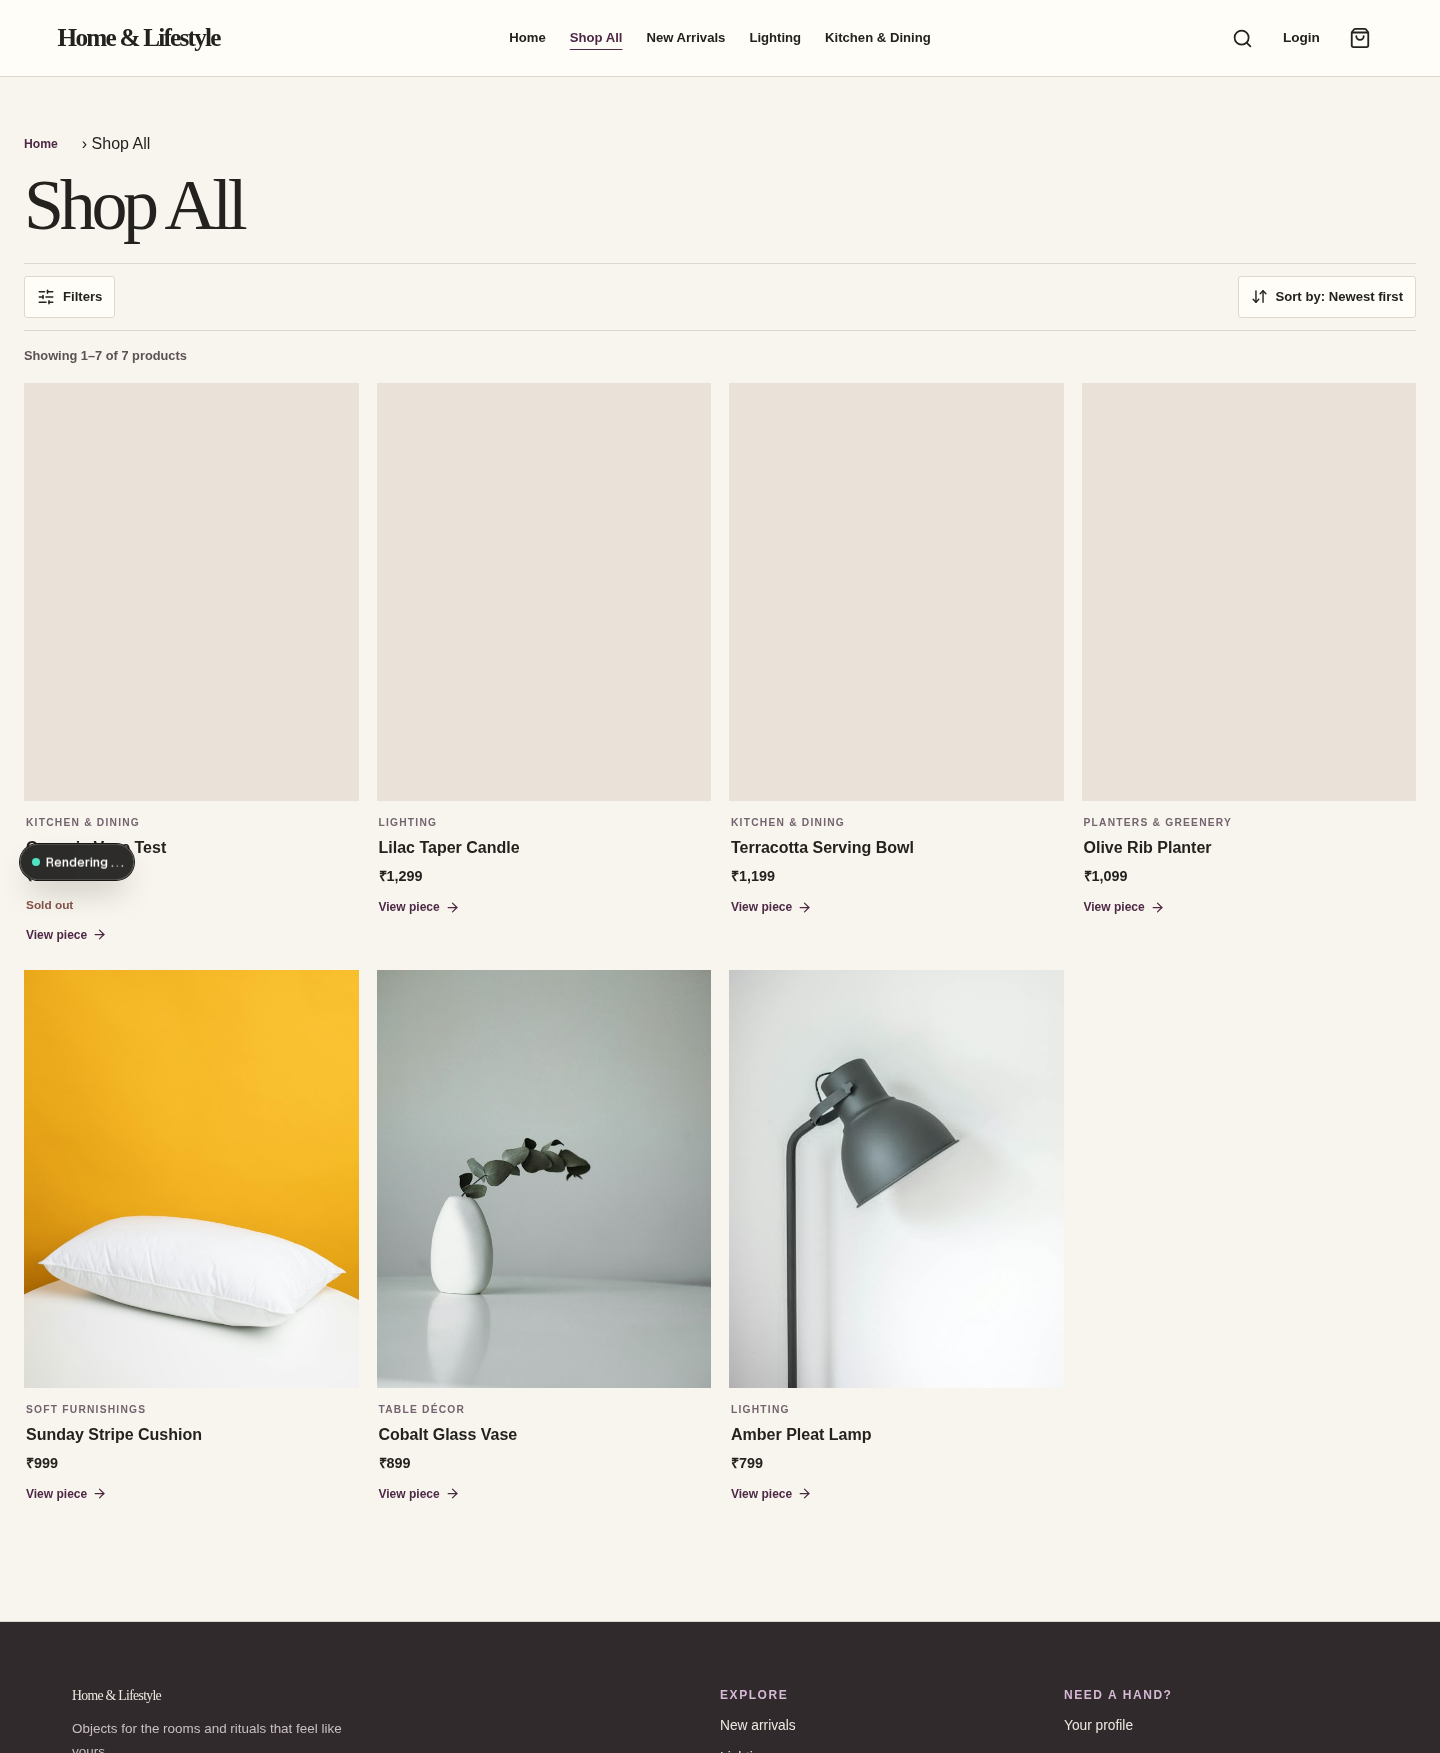 Home & Lifestyle
Home Shop All New Arrivals Lighting Kitchen & Dining
Login
Home › Shop All
Shop All
Filters
Sort by: Newest first
Showing 1–7 of 7 products
KITCHEN & DINING
Test
Rendering ...
Sold out
View piece
LIGHTING
Lilac Taper Candle
₹1,299
View piece
KITCHEN & DINING
Terracotta Serving Bowl
₹1,199
View piece
PLANTERS & GREENERY
Olive Rib Planter
₹1,099
View piece
SOFT FURNISHINGS
Sunday Stripe Cushion
₹999
View piece
TABLE DÉCOR
Cobalt Glass Vase
₹899
View piece
LIGHTING
Amber Pleat Lamp
₹799
View piece
Home & Lifestyle
Objects for the rooms and rituals that feel like
yours.
EXPLORE
New arrivals
NEED A HAND?
Your profile